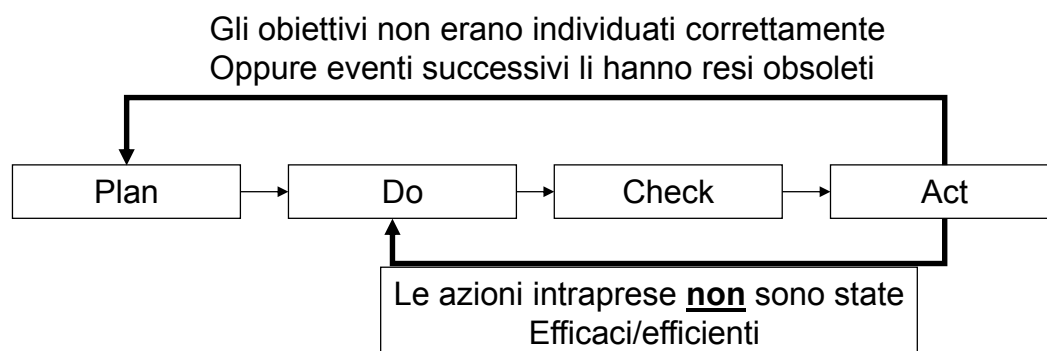 Gli obiettivi non erano individuati correttamente
Oppure eventi successivi li hanno resi obsoleti
Plan
Do
Check
Act
Le azioni intraprese non sono state
Efficaci/efficienti